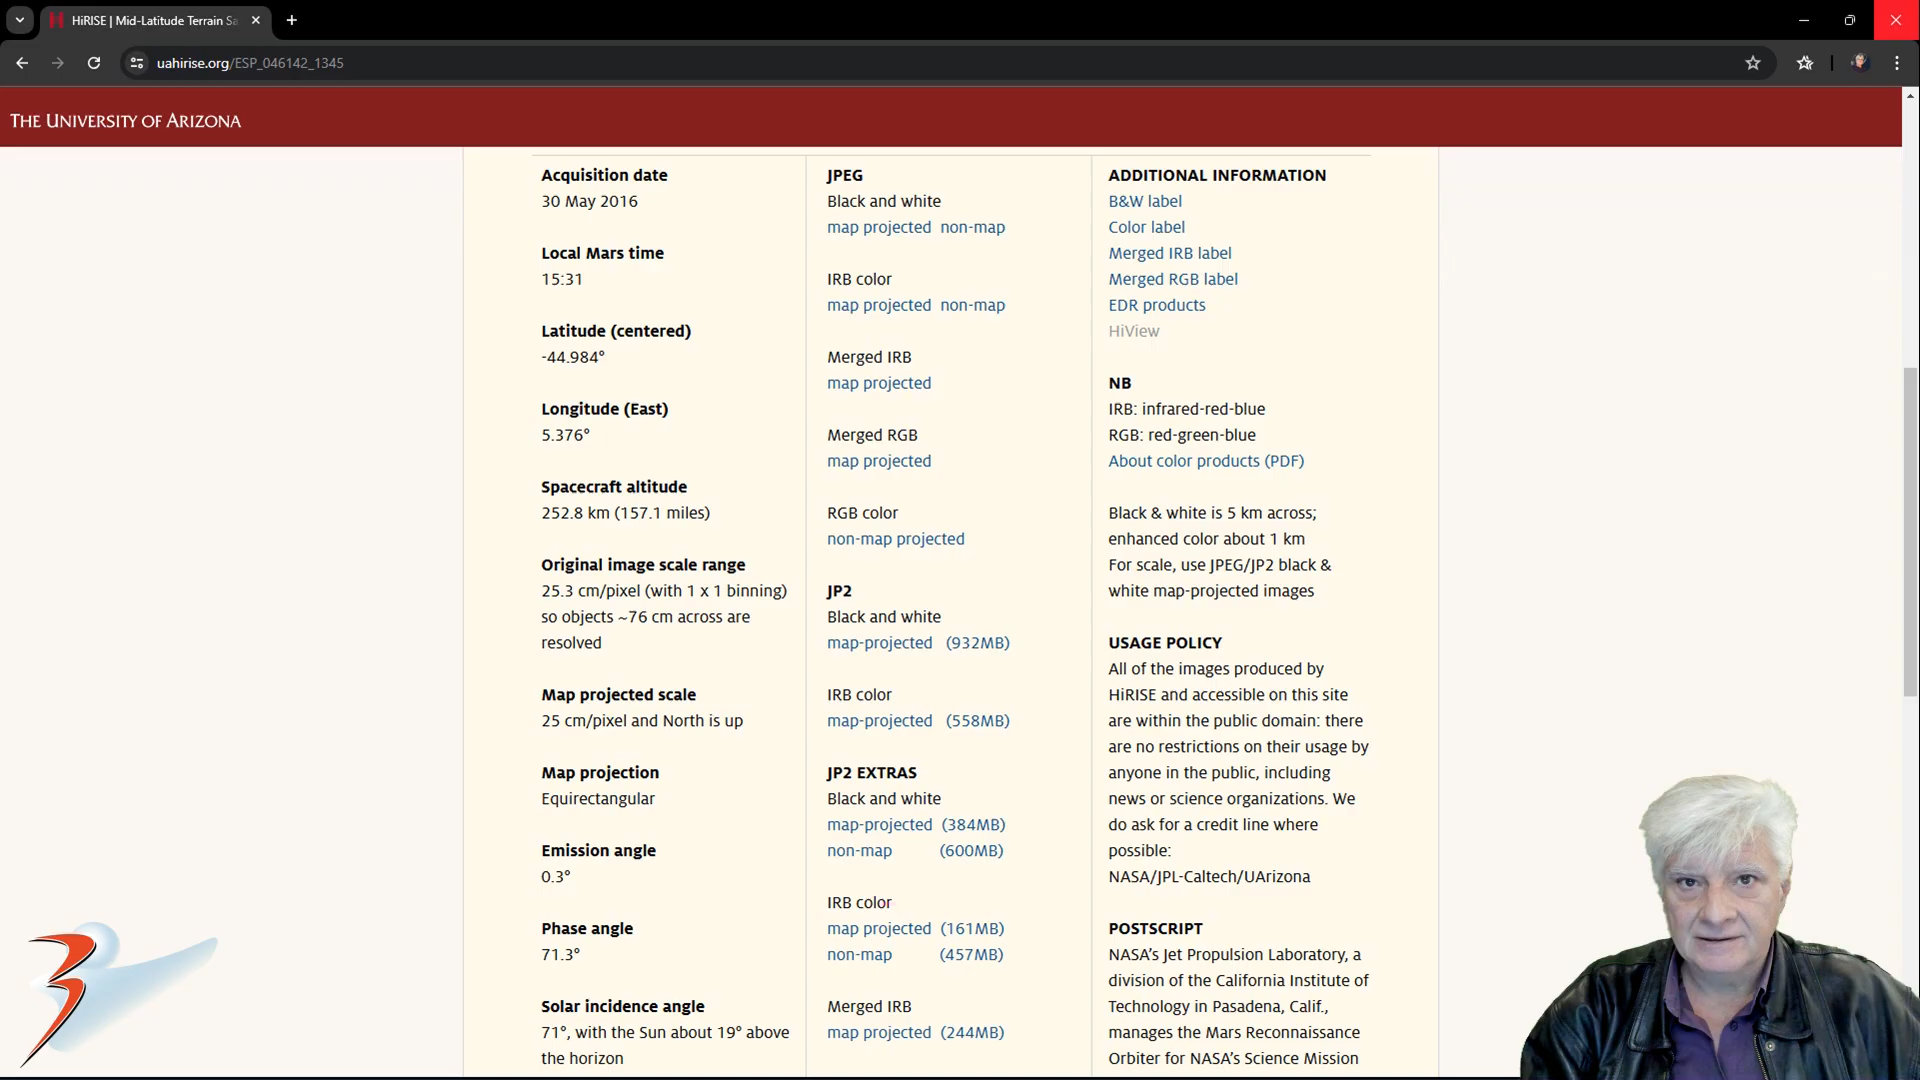 HiRISE | Mid-Latitude Terrain Sa
uahirise.org/ESP_046142_1345
THE UNIVERSITY OF ARIZONA
Acquisition date
30 May 2016
Local Mars time
15:31
Latitude (centered)
-44.984°
Longitude (East)
5.376°
Spacecraft altitude
252.8 km (157.1 miles)
Original image scale range
25.3 cm/pixel (with 1 x 1 binning)
so objects ~76 cm across are
resolved
Map projected scale
25 cm/pixel and North is up
Map projection
Equirectangular
Emission angle
0.3°
Phase angle
71.3°
Solar incidence angle
71°, with the Sun about 19° above
the horizon
JPEG
Black and white
map projected non-map
IRB color
map projected non-map
Merged IRB
map projected
Merged RGB
map projected
RGB color
non-map projected
JP2
Black and white
map-projected (932MB)
IRB color
map-projected (558MB)
JP2 EXTRAS
Black and white
map-projected (384MB)
non-map (600MB)
IRB color
map projected (161MB)
non-map (457MB)
Merged IRB
map projected (244MB)
ADDITIONAL INFORMATION
B&W label
Color label
Merged IRB label
Merged RGB label
EDR products
HiView
NB
IRB: infrared-red-blue
RGB: red-green-blue
About color products (PDF)
Black & white is 5 km across;
enhanced color about 1 km
For scale, use JPEG/JP2 black &
white map-projected images
USAGE POLICY
All of the images produced by
HiRISE and accessible on this site
are within the public domain: there
are no restrictions on their usage by
anyone in the public, including
news or science organizations. We
do ask for a credit line where
possible:
NASA/JPL-Caltech/UArizona
POSTSCRIPT
NASA's Jet Propulsion Laboratory, a
division of the California Institute of
Technology in Pasadena, Calif.,
manages the Mars Reconnaissance
Orbiter for NASA's Science Mission